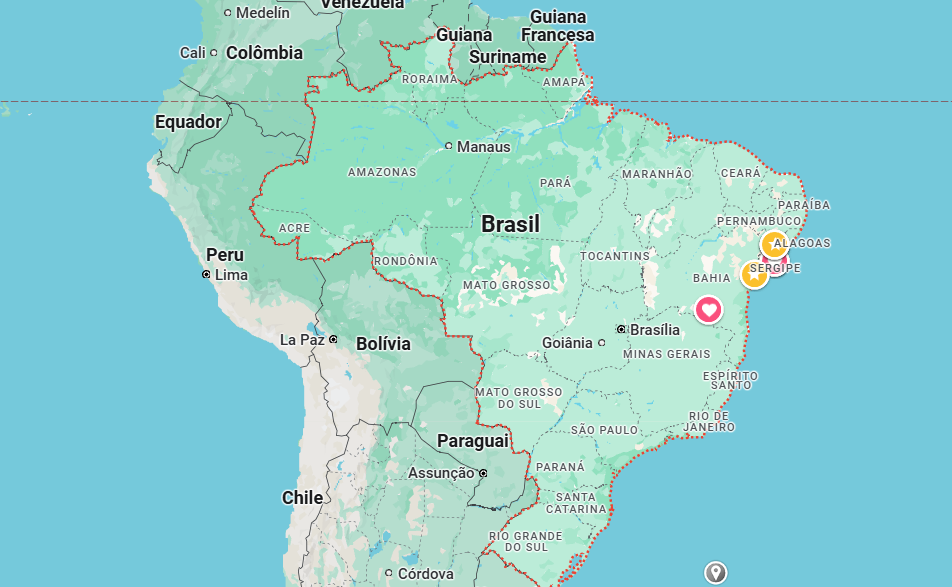 Medellín
Venezuela
Guiana
Francesa
Guiana
Cali
Colômbia
Suriname
RORAIMA
AMAPÁ
Equador
Manaus
AMAZONAS
PARÁ
MARANHÃO
CEARÁ
PARAÍBA
PERNAMBUCO
Brasil
ACRE
ALAGOAS
Peru
RONDÔNIA
TOCANTINS
SERGIPE
Lima
BAHIA
MATO GROSSO
Brasília
La Paz
Bolívia
Goiânia
MINAS GERAIS
ESPÍRITO
SANTO
MATO GROSSO
DO SUL
RIO DE
JANEIRO
SÃO PAULO
Paraguai
Assunção
PARANÁ
Chile
SANTA
CATARINA
RIO GRANDE
DO SUL
Córdova